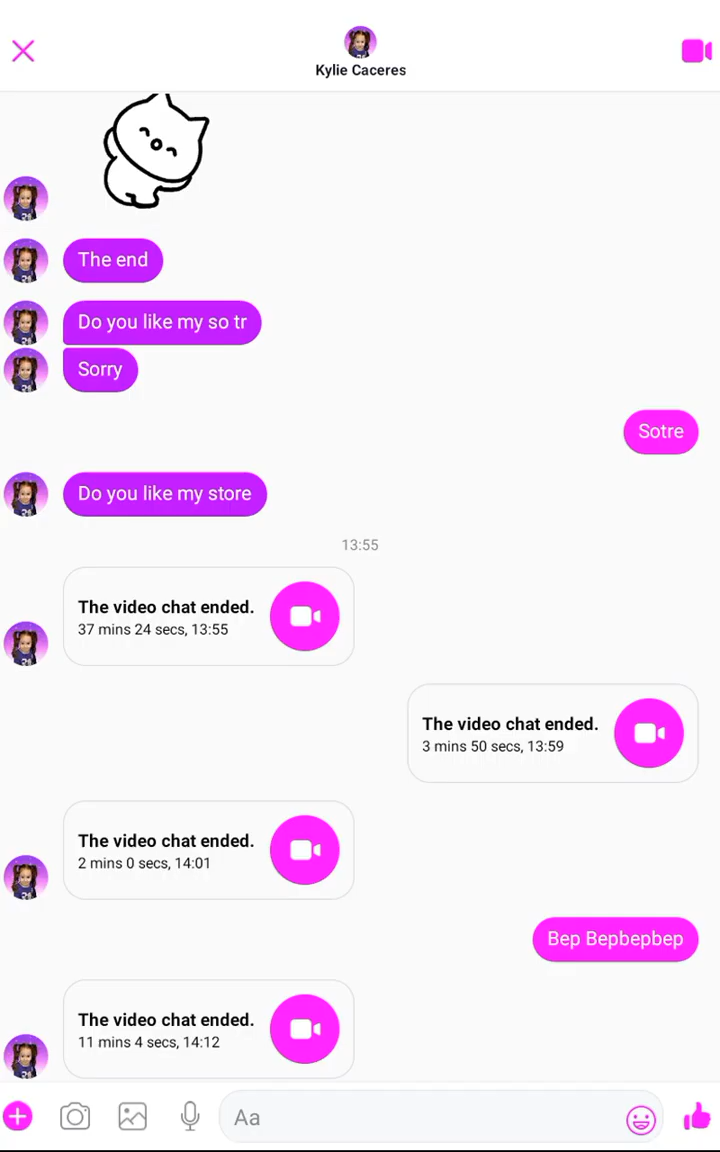 Kylie Caceres
The end
Do you like my so tr
Sorry
Sotre
Do you like my store
13:55
The video chat ended.
37 mins 24 secs, 13:55
The video chat ended.
3 mins 50 secs, 13:59
The video chat ended.
2 mins 0 secs, 14:01
Bep Bepbepbep
The video chat ended.
11 mins 4 secs, 14:12
Aa